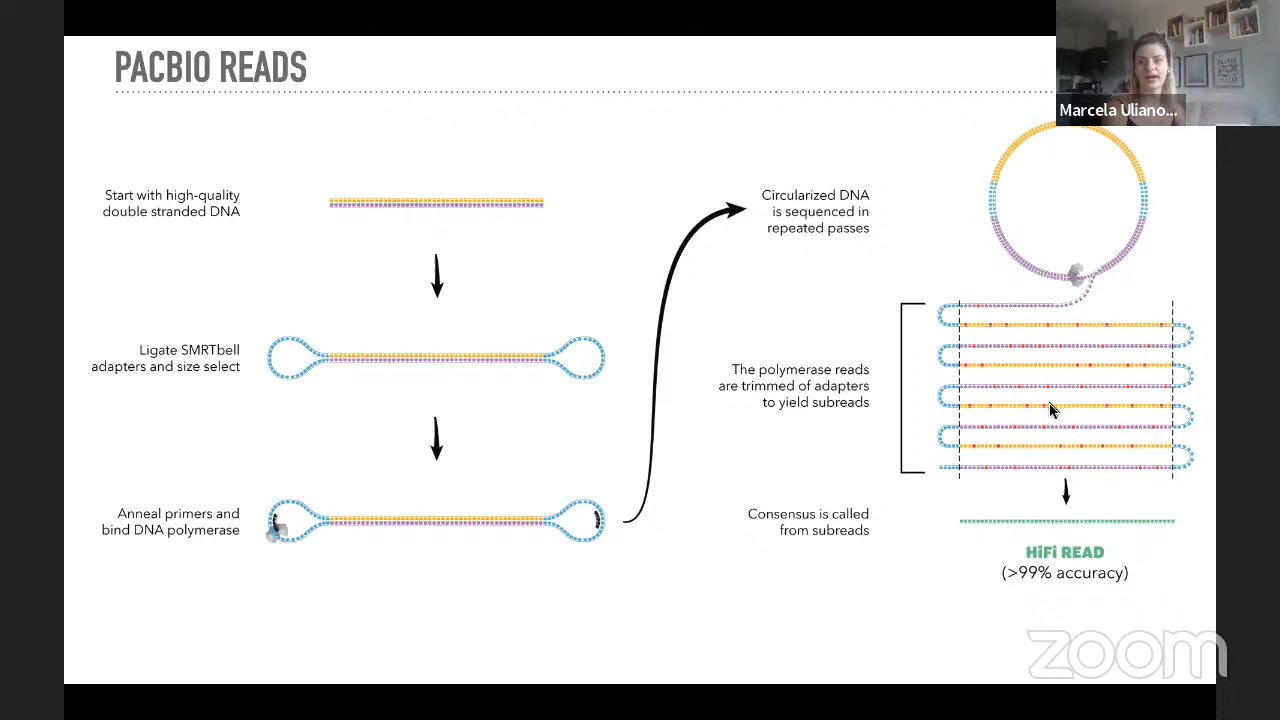 PACBIO READS
Marcela Uliano...
Start with high-quality
double stranded DNA
Ligate SMRTbell
adapters and size select
Anneal primers and
bind DNA polymerase
Circularized DNA
is sequenced in
repeated passes
The polymerase reads
are trimmed of adapters
to yield subreads
Consensus is called
from subreads
HiFi READ
(>99% accuracy)
zoom